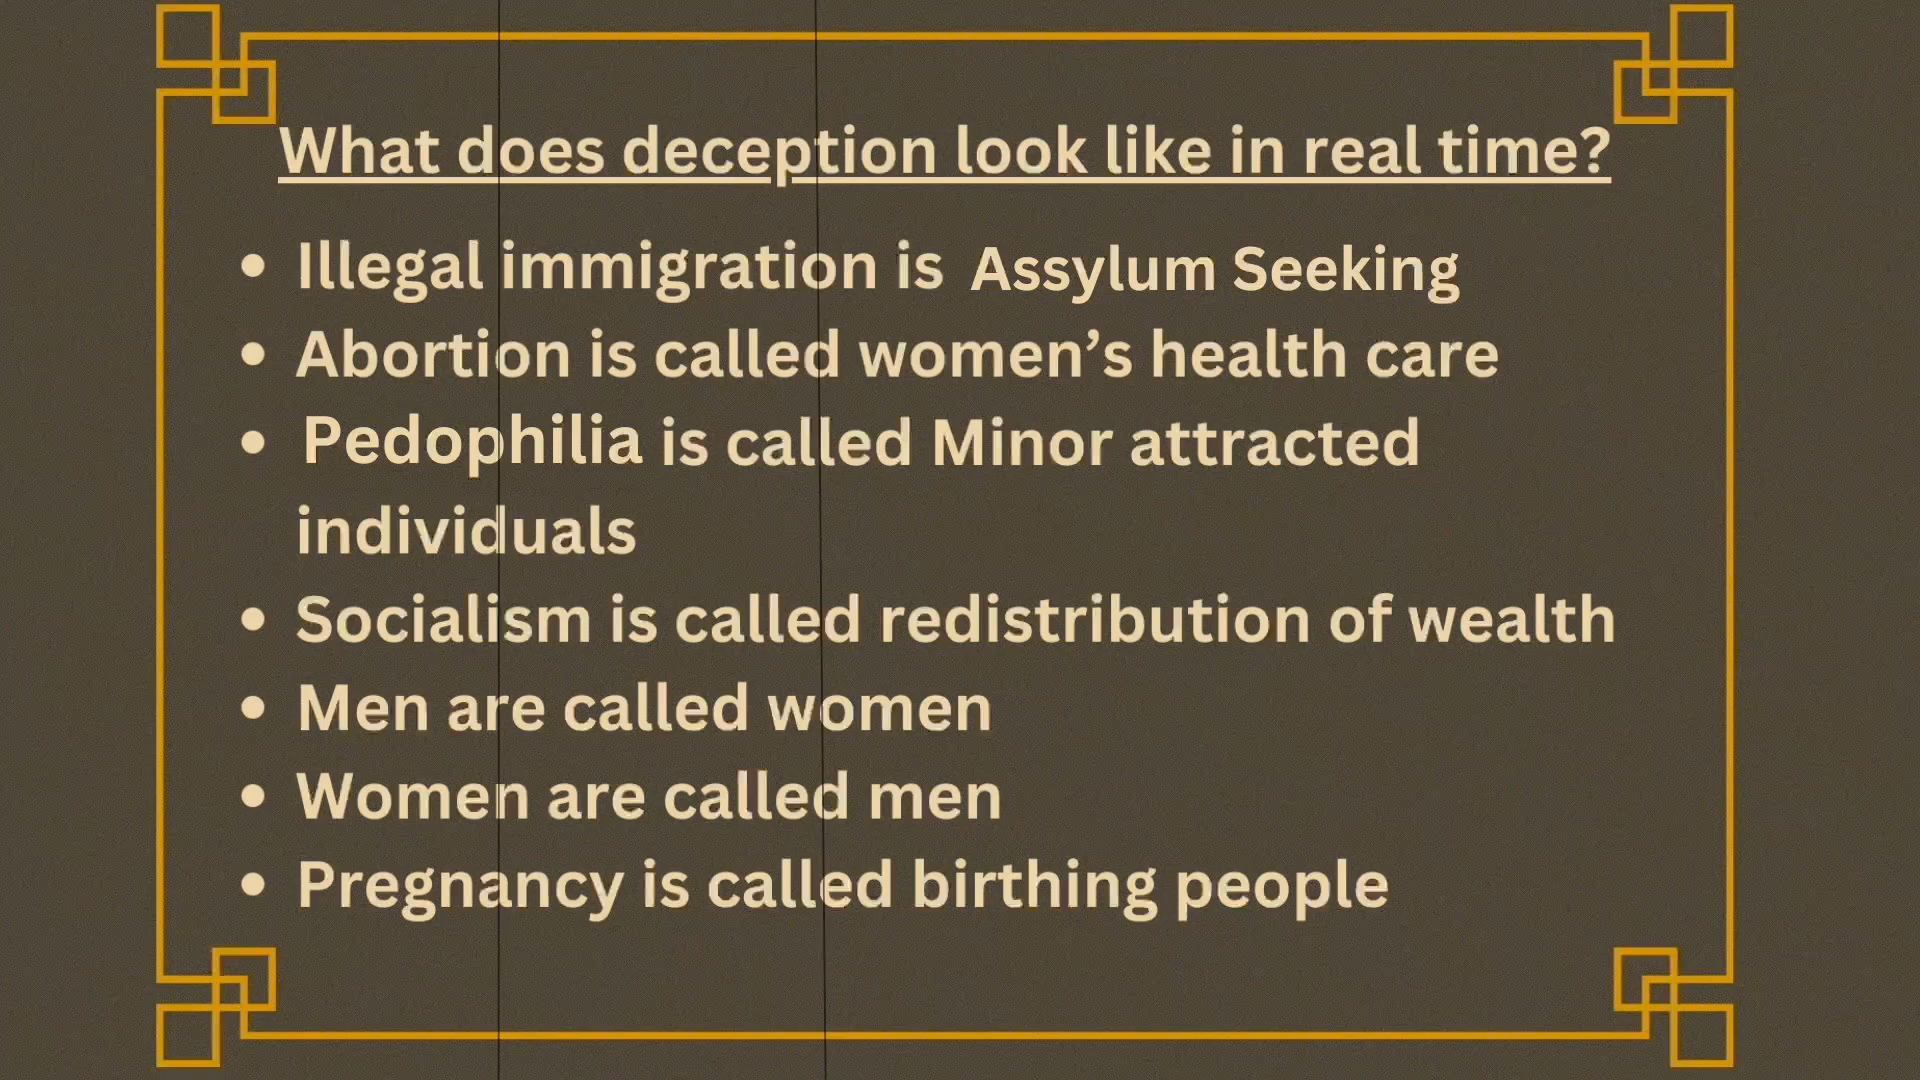 What does deception look like in real time?
• Illegal immigration is Assylum Seeking
• Abortion is called women’s health care
• Pedophilia is called Minor attracted
individuals
• Socialism is called redistribution of wealth
• Men are called women
• Women are called men
• Pregnancy is called birthing people